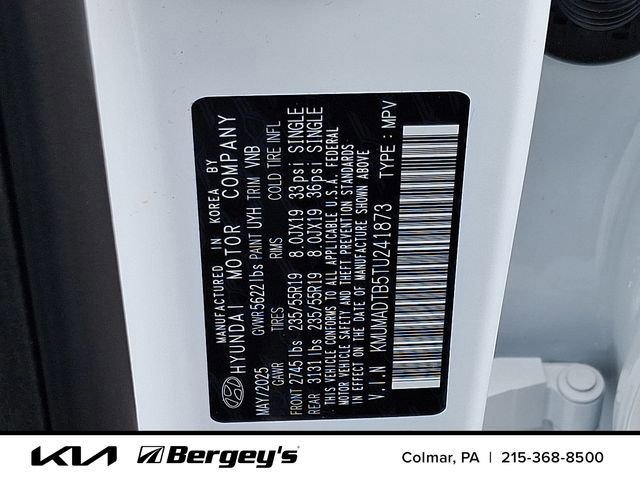 MANUFACTURED IN KOREA BY
HYUNDAI MOTOR COMPANY
MAY/2025 GVWR 5622 lbs PAINT UYH TRIM VNB
GAWR TIRES RIMS COLD TIRE INFL
FRONT 2745 lbs 235/55R19 8.0JX19 33psi SINGLE
REAR 3131 lbs 235/55R19 8.0JX19 36psi SINGLE
THIS VEHICLE CONFORMS TO ALL APPLICABLE U.S.A. FEDERAL
MOTOR VEHICLE SAFETY AND THEFT PREVENTION STANDARDS
IN EFFECT ON THE DATE OF MANUFACTURE SHOWN ABOVE
V.I.N KMUMADTB5TU241873 TYPE : MPV
KIA Bergey's Colmar, PA | 215-368-8500